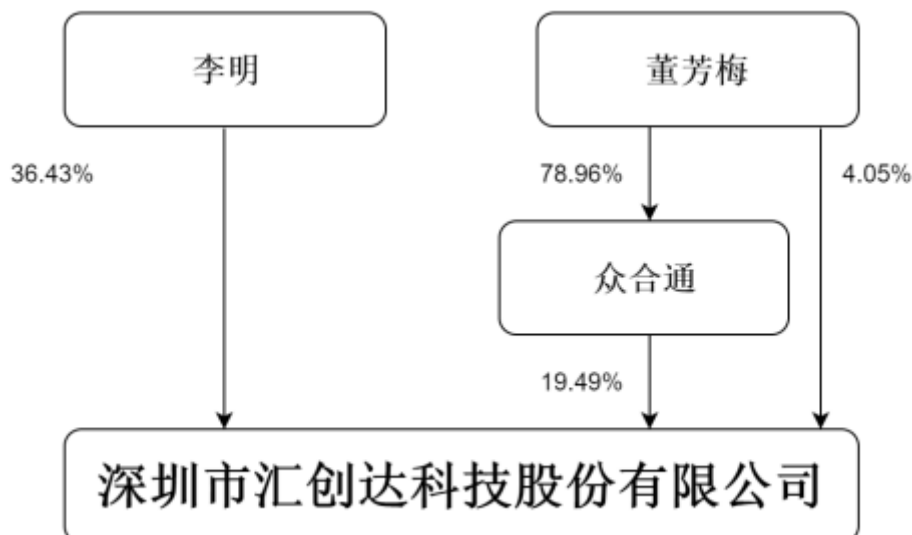 李明
董芳梅
36.43%
78.96%
4.05%
众合通
19.49%
深圳市汇创达科技股份有限公司